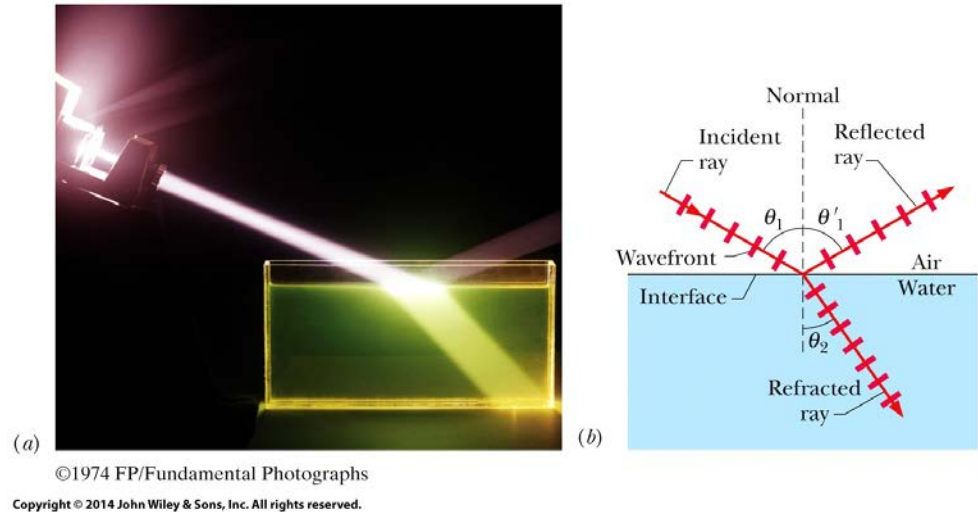 Normal
Incident
ray
Reflected
ray
θ1
θ′1
Wavefront
Air
Interface
Water
θ2
Refracted
ray
(a)
(b)
©1974 FP/Fundamental Photographs
Copyright © 2014 John Wiley & Sons, Inc. All rights reserved.